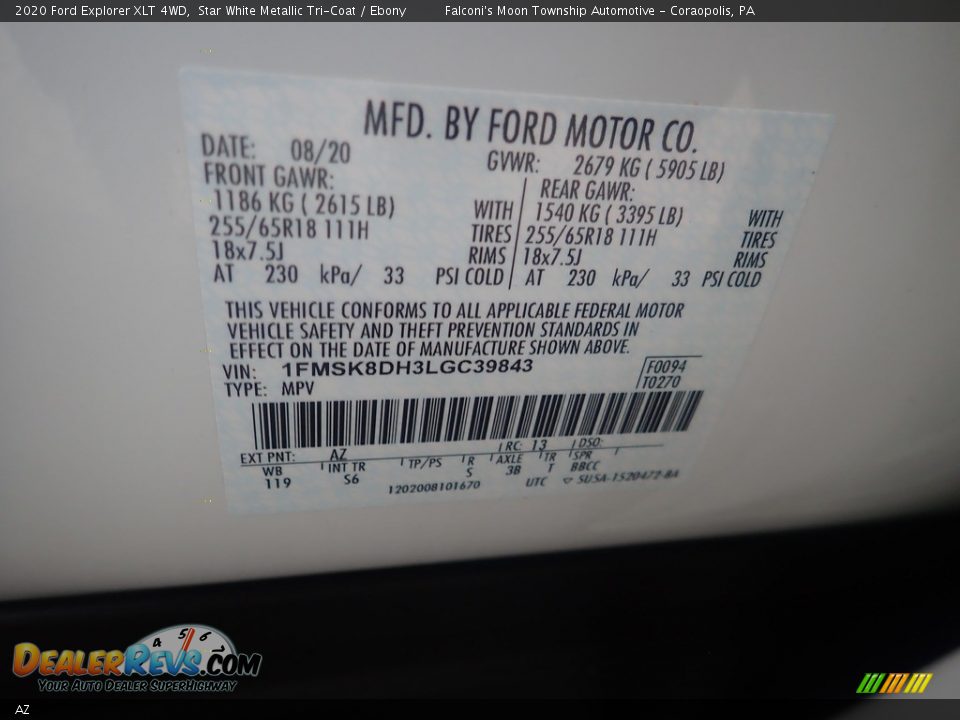 2020 Ford Explorer XLT 4WD, Star White Metallic Tri-Coat / Ebony Falconi's Moon Township Automotive - Coraopolis, PA
MFD. BY FORD MOTOR CO.
DATE: 08/20 GVWR: 2679 KG ( 5905 LB)
FRONT GAWR: REAR GAWR:
1186 KG ( 2615 LB) WITH 1540 KG ( 3395 LB) WITH
255/65R18 111H TIRES 255/65R18 111H TIRES
18x7.5J RIMS 18x7.5J RIMS
AT 230 kPa/ 33 PSI COLD AT 230 kPa/ 33 PSI COLD
THIS VEHICLE CONFORMS TO ALL APPLICABLE FEDERAL MOTOR
VEHICLE SAFETY AND THEFT PREVENTION STANDARDS IN
EFFECT ON THE DATE OF MANUFACTURE SHOWN ABOVE.
VIN: 1FMSK8DH3LGC39843 F0094
TYPE: MPV T0270
EXT PNT: AZ RC: 13 DSO:
WB INT TR TP/PS R AXLE TR SPR
119 S6 S 3B T BBCC
1202008101670 UTC ▽ SUSA-1520472-BA
4 5 6
DEALERREVS.COM
YOUR AUTO DEALER SUPERHIGHWAY
AZ